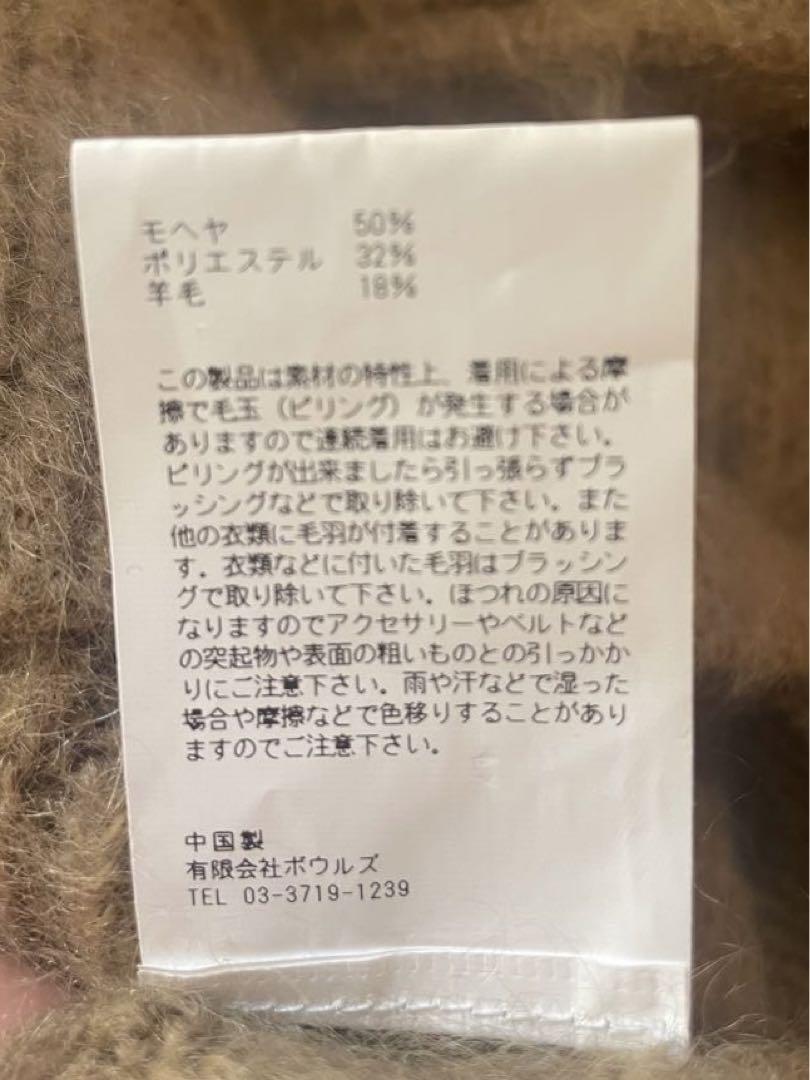 モヘヤ 50%
ポリエステル 32%
羊毛 18%
この製品は素材の特性上、着用による摩
擦で毛玉（ピリング）が発生する場合が
ありますので連続着用はお避け下さい。
ピリングが出来ましたら引っ張らずブラ
ッシングなどで取り除いて下さい。また
他の衣類に毛羽が付着することがありま
す。衣類などに付いた毛羽はブラッシン
グで取り除いて下さい。ほつれの原因に
なりますのでアクセサリーやベルトなど
の突起物や表面の粗いものとの引っかか
りにご注意下さい。雨や汗などで湿った
場合や摩擦などで色移りすることがあり
ますのでご注意下さい。
中国製
有限会社ボウルズ
TEL 03-3719-1239